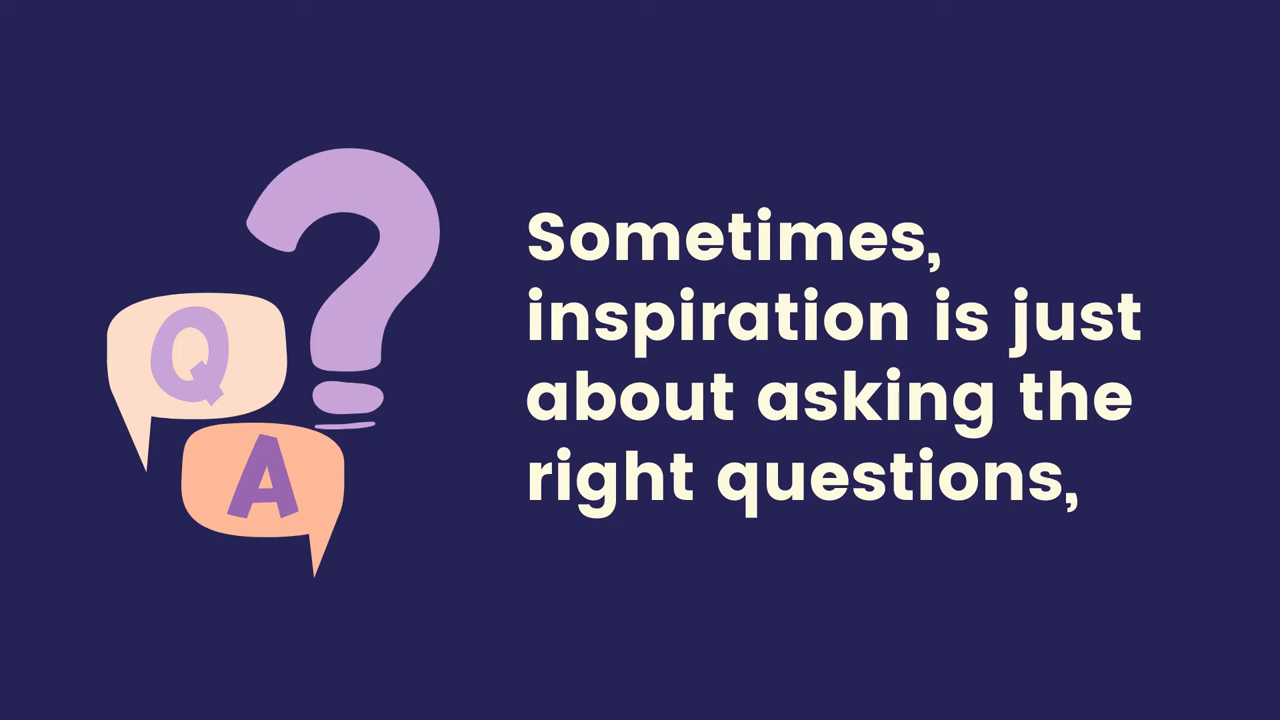 ?
Q
A
Sometimes,
inspiration is just
about asking the
right questions,